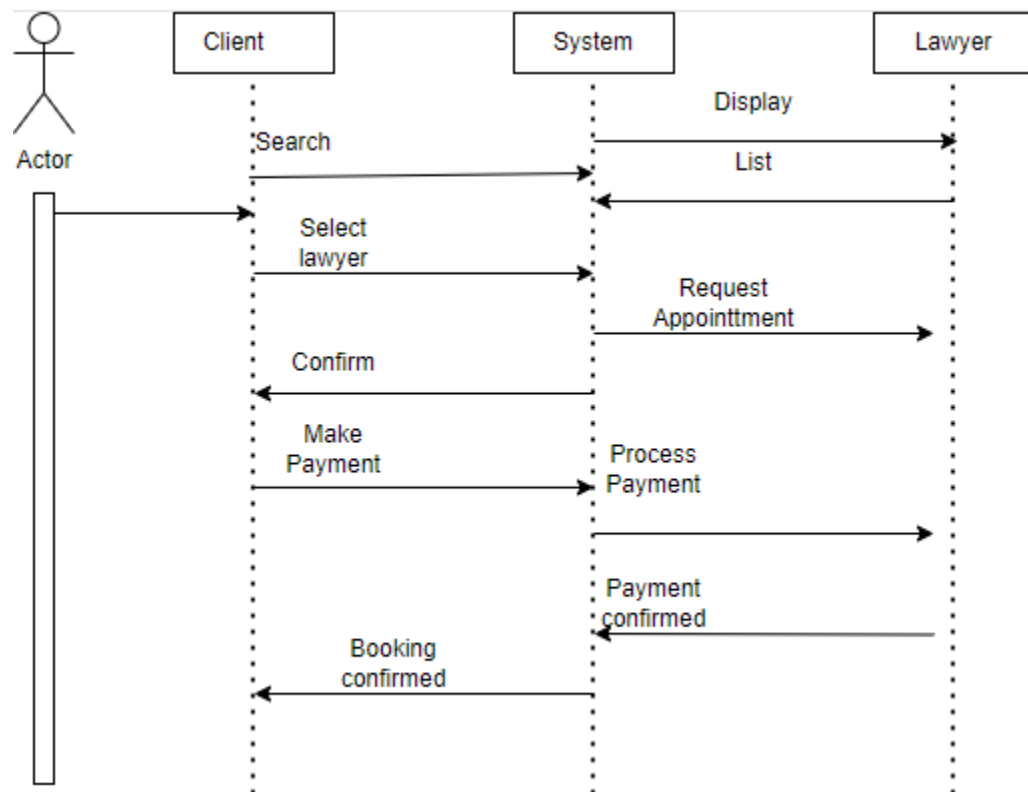 Client
System
Lawyer
Actor
Display
Search
List
Select
lawyer
Request
Appointtment
Confirm
Make
Payment
Process
Payment
Payment
confirmed
Booking
confirmed